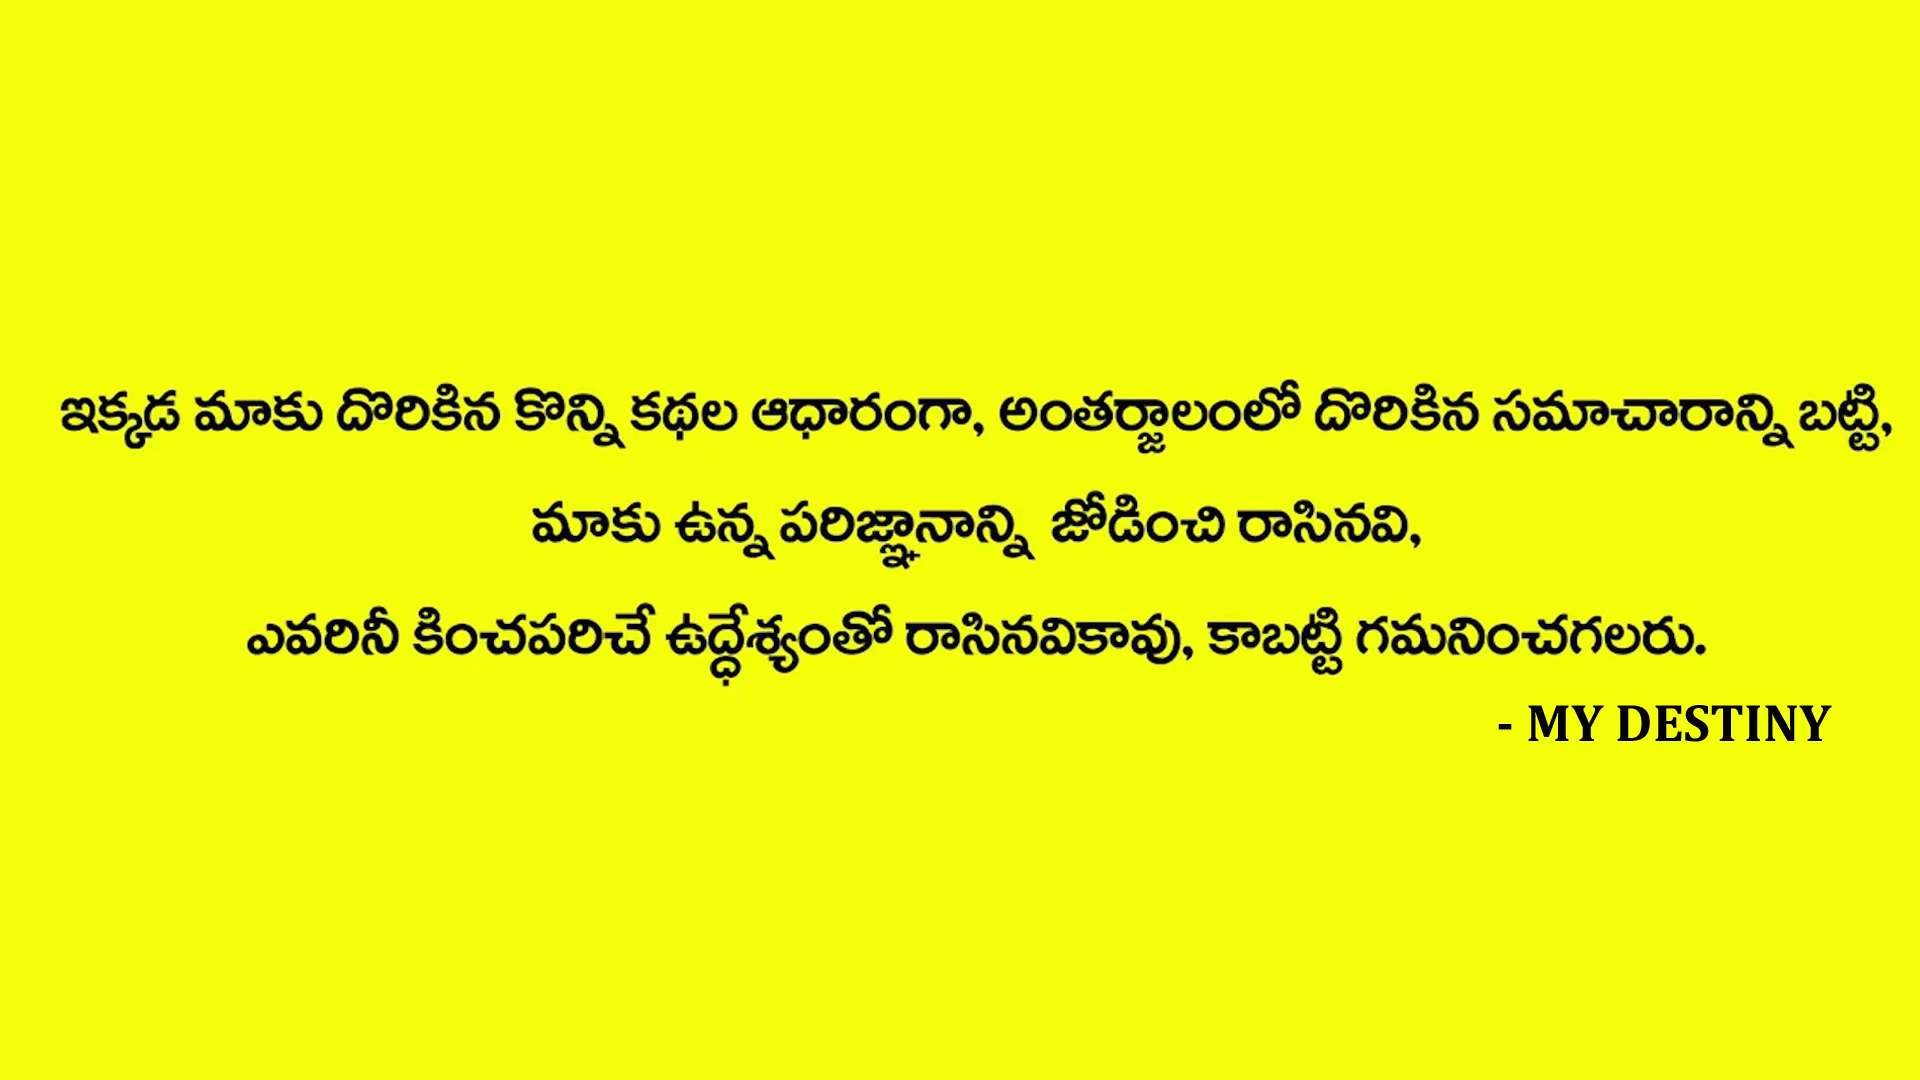 ఇక్కడ మాకు దొరికిన కొన్ని కథల ఆధారంగా, అంతర్జాలంలో దొరికిన సమాచారాన్ని బట్టి,
మాకు ఉన్న పరిజ్ఞానాన్ని జోడించి రాసినవి,
ఎవరినీ కించపరిచే ఉద్ధేశ్యంతో రాసినవికావు, కాబట్టి గమనించగలరు.
- MY DESTINY